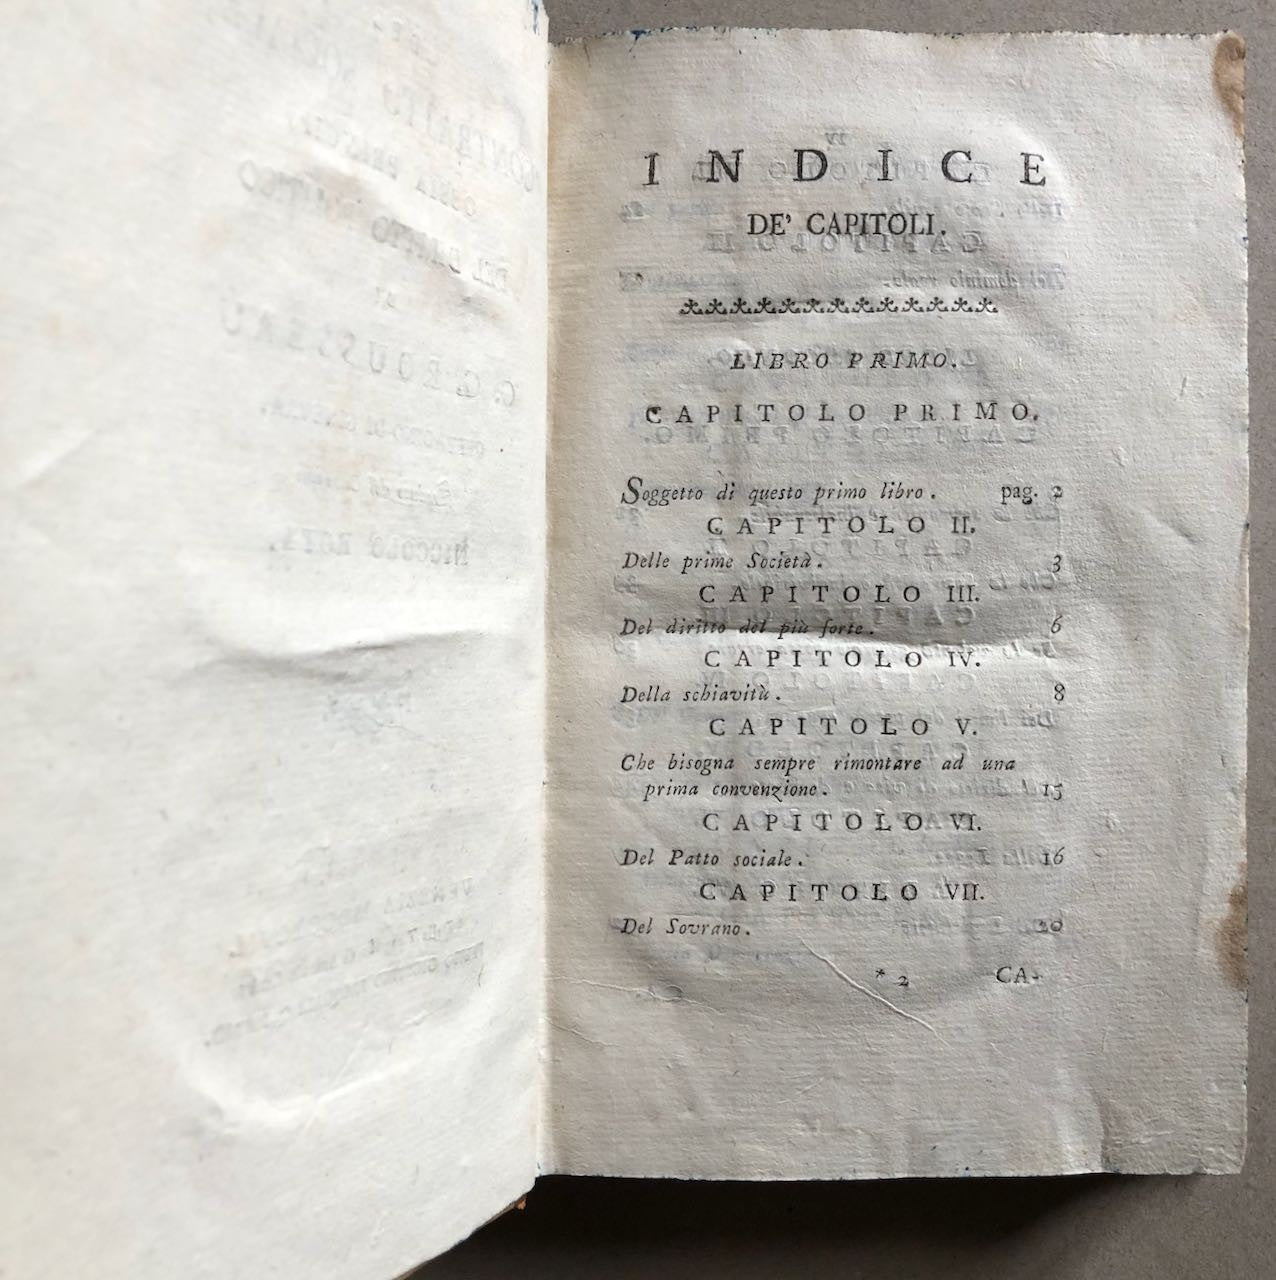 INDICE
DE' CAPITOLI.
LIBRO PRIMO.
CAPITOLO PRIMO.
Soggetto di questo primo libro. pag. 2
CAPITOLO II.
Delle prime Società. 3
CAPITOLO III.
Del diritto del più forte. 6
CAPITOLO IV.
Della schiavitù. 8
CAPITOLO V.
Che bisogna sempre rimontare ad una
prima convenzione. 15
CAPITOLO VI.
Del Patto sociale. 16
CAPITOLO VII.
Del Sovrano. 20
* 2 CA-